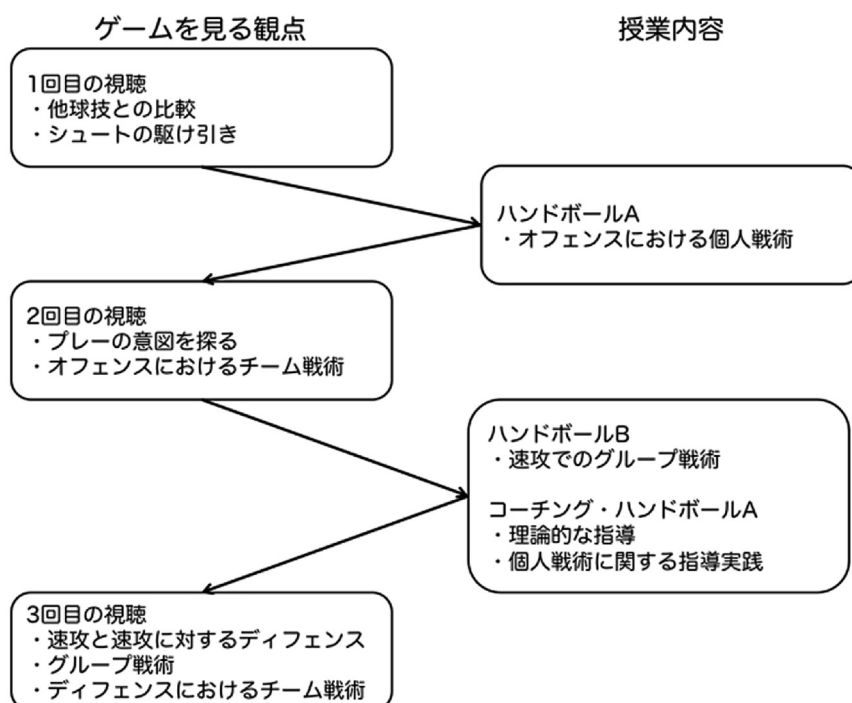 ゲームを見る観点
授業内容
1回目の視聴
・他球技との比較
・シュートの駆け引き
ハンドボールA
・オフェンスにおける個人戦術
2回目の視聴
・プレーの意図を探る
・オフェンスにおけるチーム戦術
ハンドボールB
・速攻でのグループ戦術
コーチング・ハンドボールA
・理論的な指導
・個人戦術に関する指導実践
3回目の視聴
・速攻と速攻に対するディフェンス
・グループ戦術
・ディフェンスにおけるチーム戦術